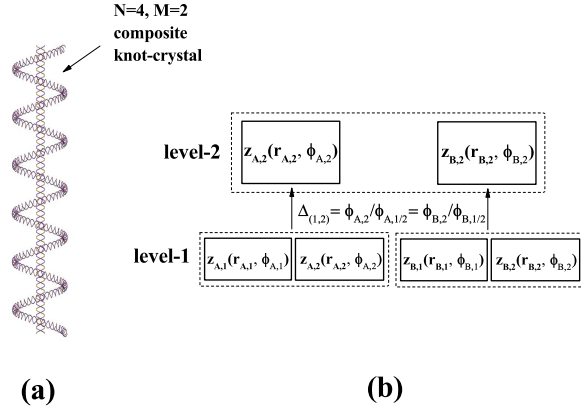 N=4, M=2
composite
knot-crystal
level-2
z_{A,2}(r_{A,2}, ϕ_{A,2})
z_{B,2}(r_{B,2}, ϕ_{B,2})
Δ_{(1,2)}= ϕ_{A,2}/ϕ_{A,1/2}= ϕ_{B,2}/ϕ_{B,1/2}
level-1
z_{A,1}(r_{A,1}, ϕ_{A,1}) z_{A,2}(r_{A,2}, ϕ_{A,2}) z_{B,1}(r_{B,1}, ϕ_{B,1}) z_{B,2}(r_{B,2}, ϕ_{B,2})
(a)
(b)